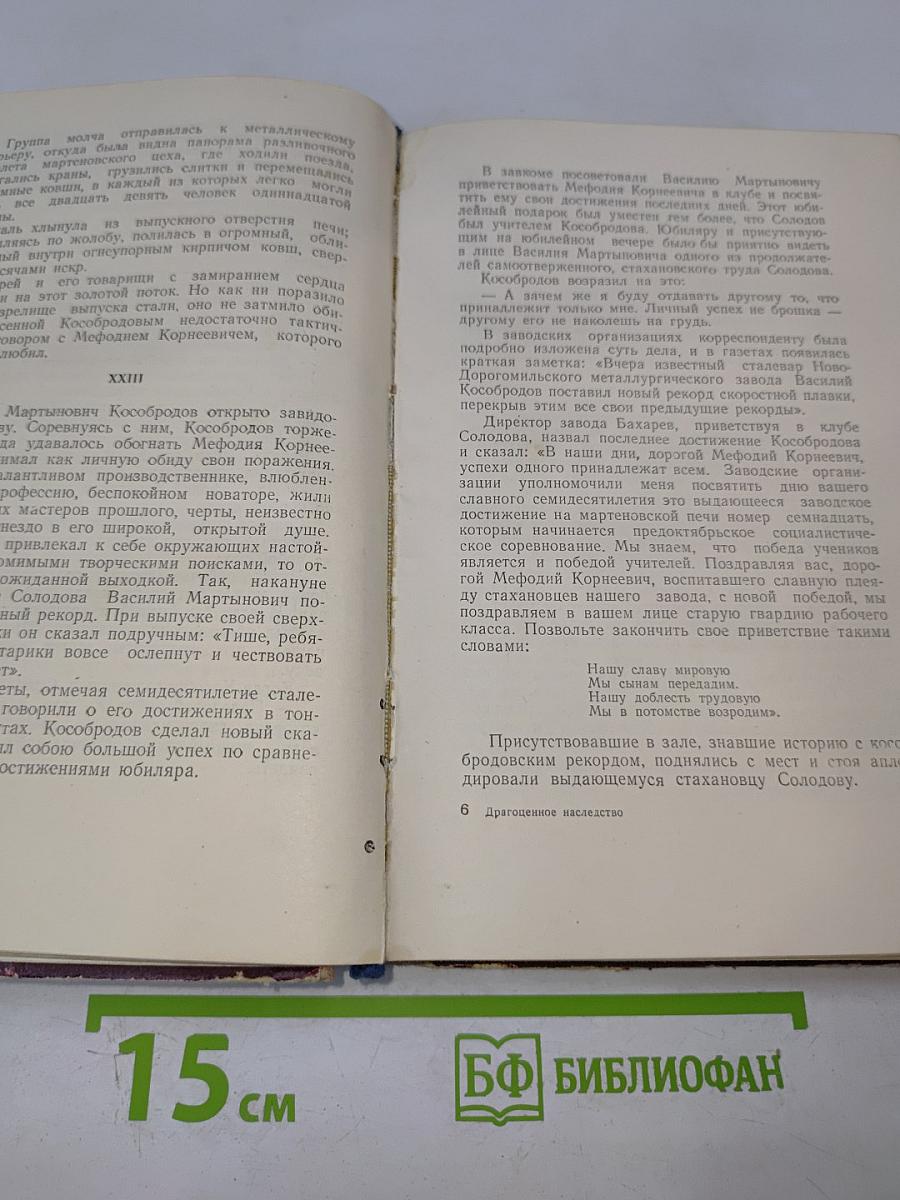 Группа молча отправилась к металлическому
рьеру, откуда была видна панорама разливочного
лета мартеновского цеха, где ходили поезда,
гались краны, грузились слитки и перемещались
мные ковши, в каждый из которых легко могли
все двадцать девять человек одиннадцатой
ы.
аль хлынула из выпускного отверстия печи;
ляясь по жолобу, полилась в огромный, обли-
ный внутри огнеупорным кирпичом ковш, свер-
сячами искр.
рей и его товарищи с замиранием сердца
и на этот золотой поток. Но как ни поразило
зрелище выпуска стали, оно не затмило оби-
сенной Кособродовым недостаточно тактич-
овором с Мефодием Корнеевичем, которого
любил.
XXIII
Мартынович Кособродов открыто завидо-
ву. Соревнуясь с ним, Кособродов торже-
да удавалось обогнать Мефодия Корнее-
имал как личную обиду свои поражения.
алантливом производственнике, влюблен-
рофессию, беспокойном новаторе, жили
их мастеров прошлого, черты, неизвестно
нездо в его широкой, открытой душе.
привлекал к себе окружающих настой-
омимыми творческими поисками, то от-
ожиданной выходкой. Так, накануне
Солодова Василий Мартынович по-
ный рекорд. При выпуске своей сверх-
ки он сказал подручным: «Тише, ребя-
тарики вовсе ослепнут и чествовать
ет».
еты, отмечая семидесятилетие стале-
говорили о его достижениях в тон-
тах. Кособродов сделал новый ска-
ил собою большой успех по сравне-
остижениями юбиляра.
В завкоме посоветовали Василию Мартыновичу
приветствовать Мефодия Корнеевича в клубе и посвя-
тить ему свои достижения последних дней. Этот юби-
лейный подарок был уместен тем более, что Солодов
был учителем Кособродова. Юбиляру и присутствую-
щим на юбилейном вечере было бы приятно видеть
в лице Василия Мартыновича одного из продолжате-
лей самоотверженного, стахановского труда Солодова.
Кособродов возразил на это:
— А зачем же я буду отдавать другому то, что
принадлежит только мне. Личный успех не брошка —
другому его не наколешь на грудь.
В заводских организациях корреспонденту была
подробно изложена суть дела, и в газетах появилась
краткая заметка: «Вчера известный сталевар Ново-
Дорогомильского металлургического завода Василий
Кособродов поставил новый рекорд скоростной плавки,
перекрыв этим все свои предыдущие рекорды».
Директор завода Бахарев, приветствуя в клубе
Солодова, назвал последнее достижение Кособродова
и сказал: «В наши дни, дорогой Мефодий Корнеевич,
успехи одного принадлежат всем. Заводские органи-
зации уполномочили меня посвятить дню вашего
славного семидесятилетия это выдающееся заводское
достижение на мартеновской печи номер семнадцать,
которым начинается предоктябрьское социалистиче-
ское соревнование. Мы знаем, что победа учеников
является и победой учителей. Поздравляя вас, доро-
гой Мефодий Корнеевич, воспитавшего славную плея-
ду стахановцев нашего завода, с новой победой, мы
поздравляем в вашем лице старую гвардию рабочего
класса. Позвольте закончить свое приветствие такими
словами:
Нашу славу мировую
Мы сынам передадим.
Нашу доблесть трудовую
Мы в потомстве возродим».
Присутствовавшие в зале, знавшие историю с косо
бродовским рекордом, поднялись с мест и стоя апло
дировали выдающемуся стахановцу Солодову.
6 Драгоценное наследство
15 см
БФ БИБЛИОФАН